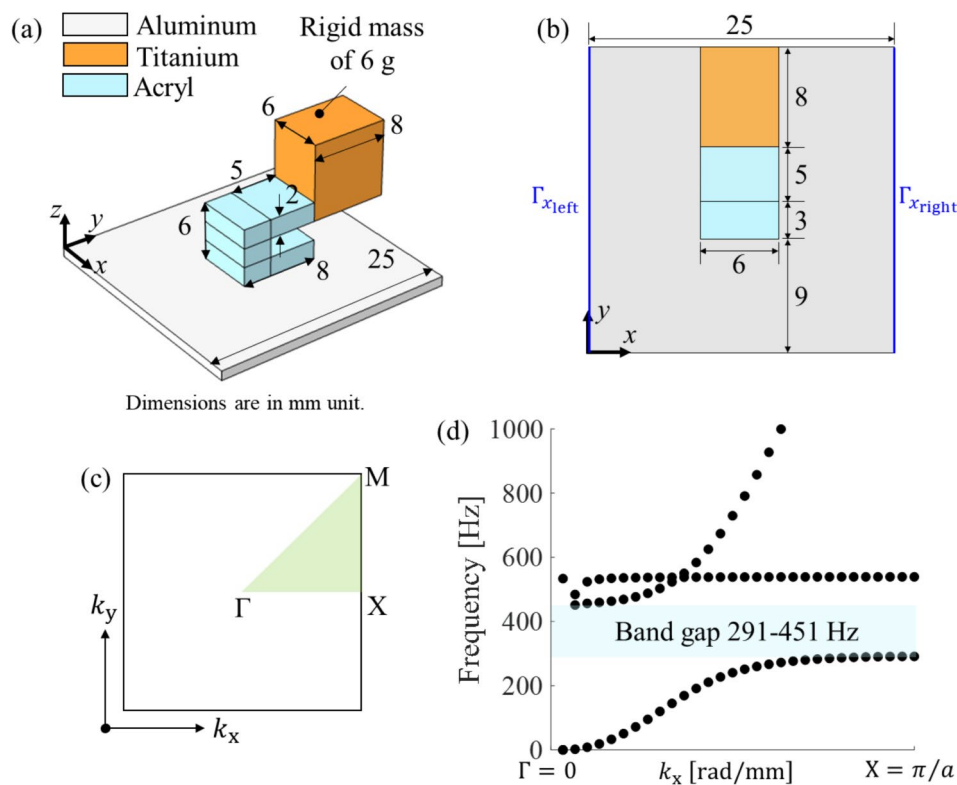 (a)
Aluminum
Titanium
Acryl
Rigid mass
of 6 g
6
8
5
2
6
8
25
z
y
x
Dimensions are in mm unit.
(b)
25
8
5
3
6
9
Γxleft
Γxright
y
x
(c)
M
Γ
X
ky
kx
(d)
Frequency [Hz]
1000
800
600
400
200
0
Band gap 291-451 Hz
Γ = 0
kx [rad/mm]
X = π/a